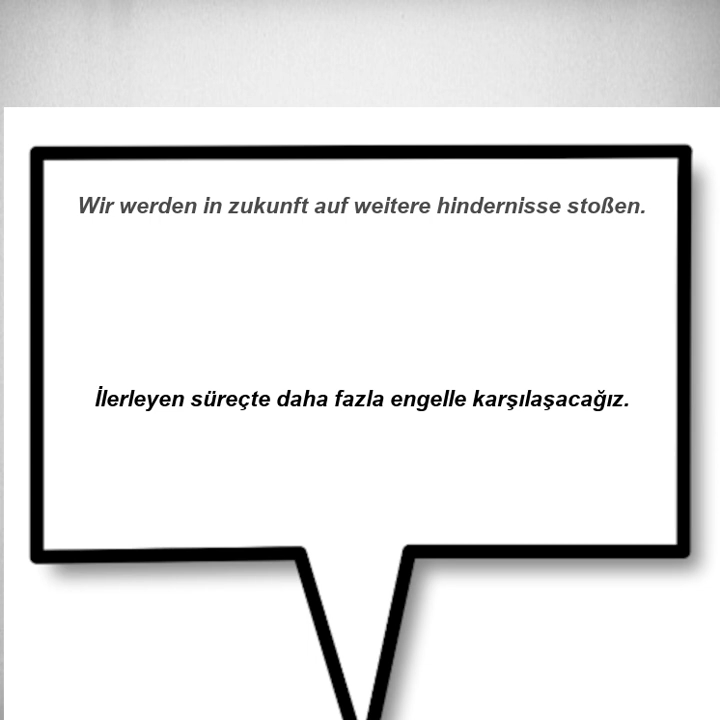 Wir werden in zukunft auf weitere hindernisse stoßen.
İlerleyen süreçte daha fazla engelle karşılaşacağız.